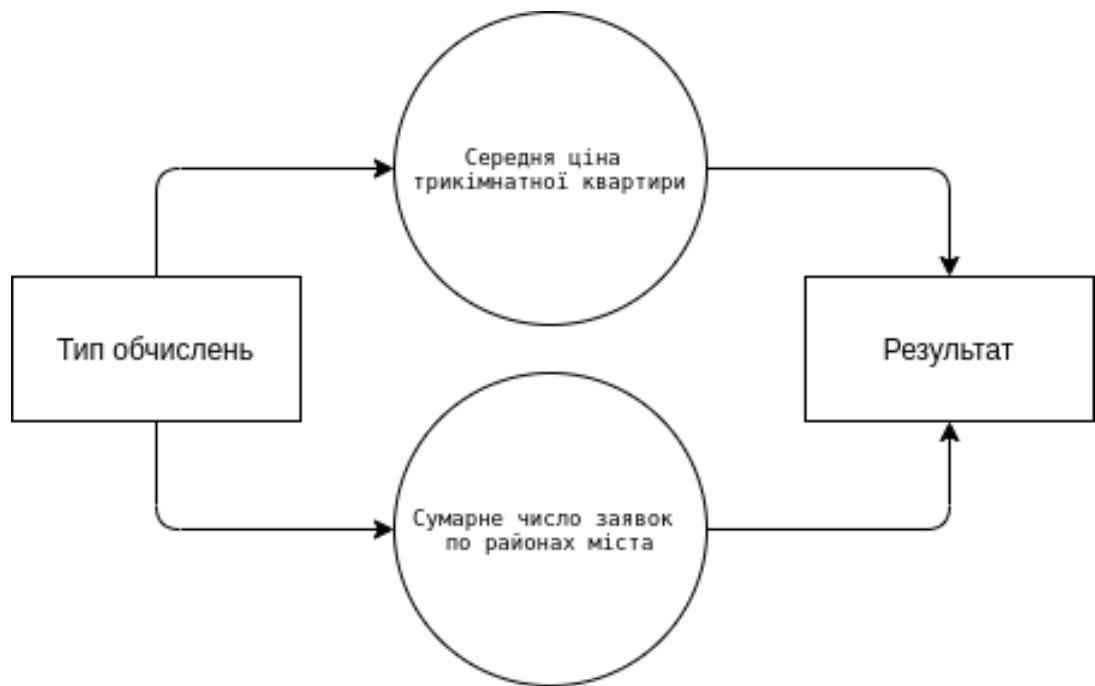 Середня ціна
трикімнатної квартири
Тип обчислень
Результат
Сумарне число заявок
по районах міста